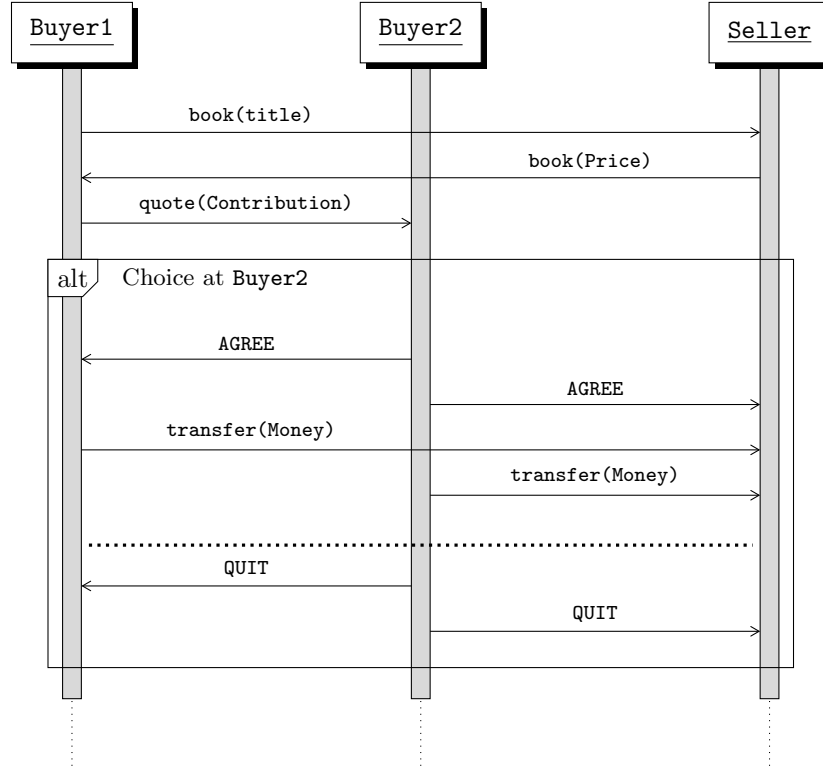 Buyer1 Buyer2 Seller
book(title)
book(Price)
quote(Contribution)
alt Choice at Buyer2
AGREE
AGREE
transfer(Money)
transfer(Money)
QUIT
QUIT